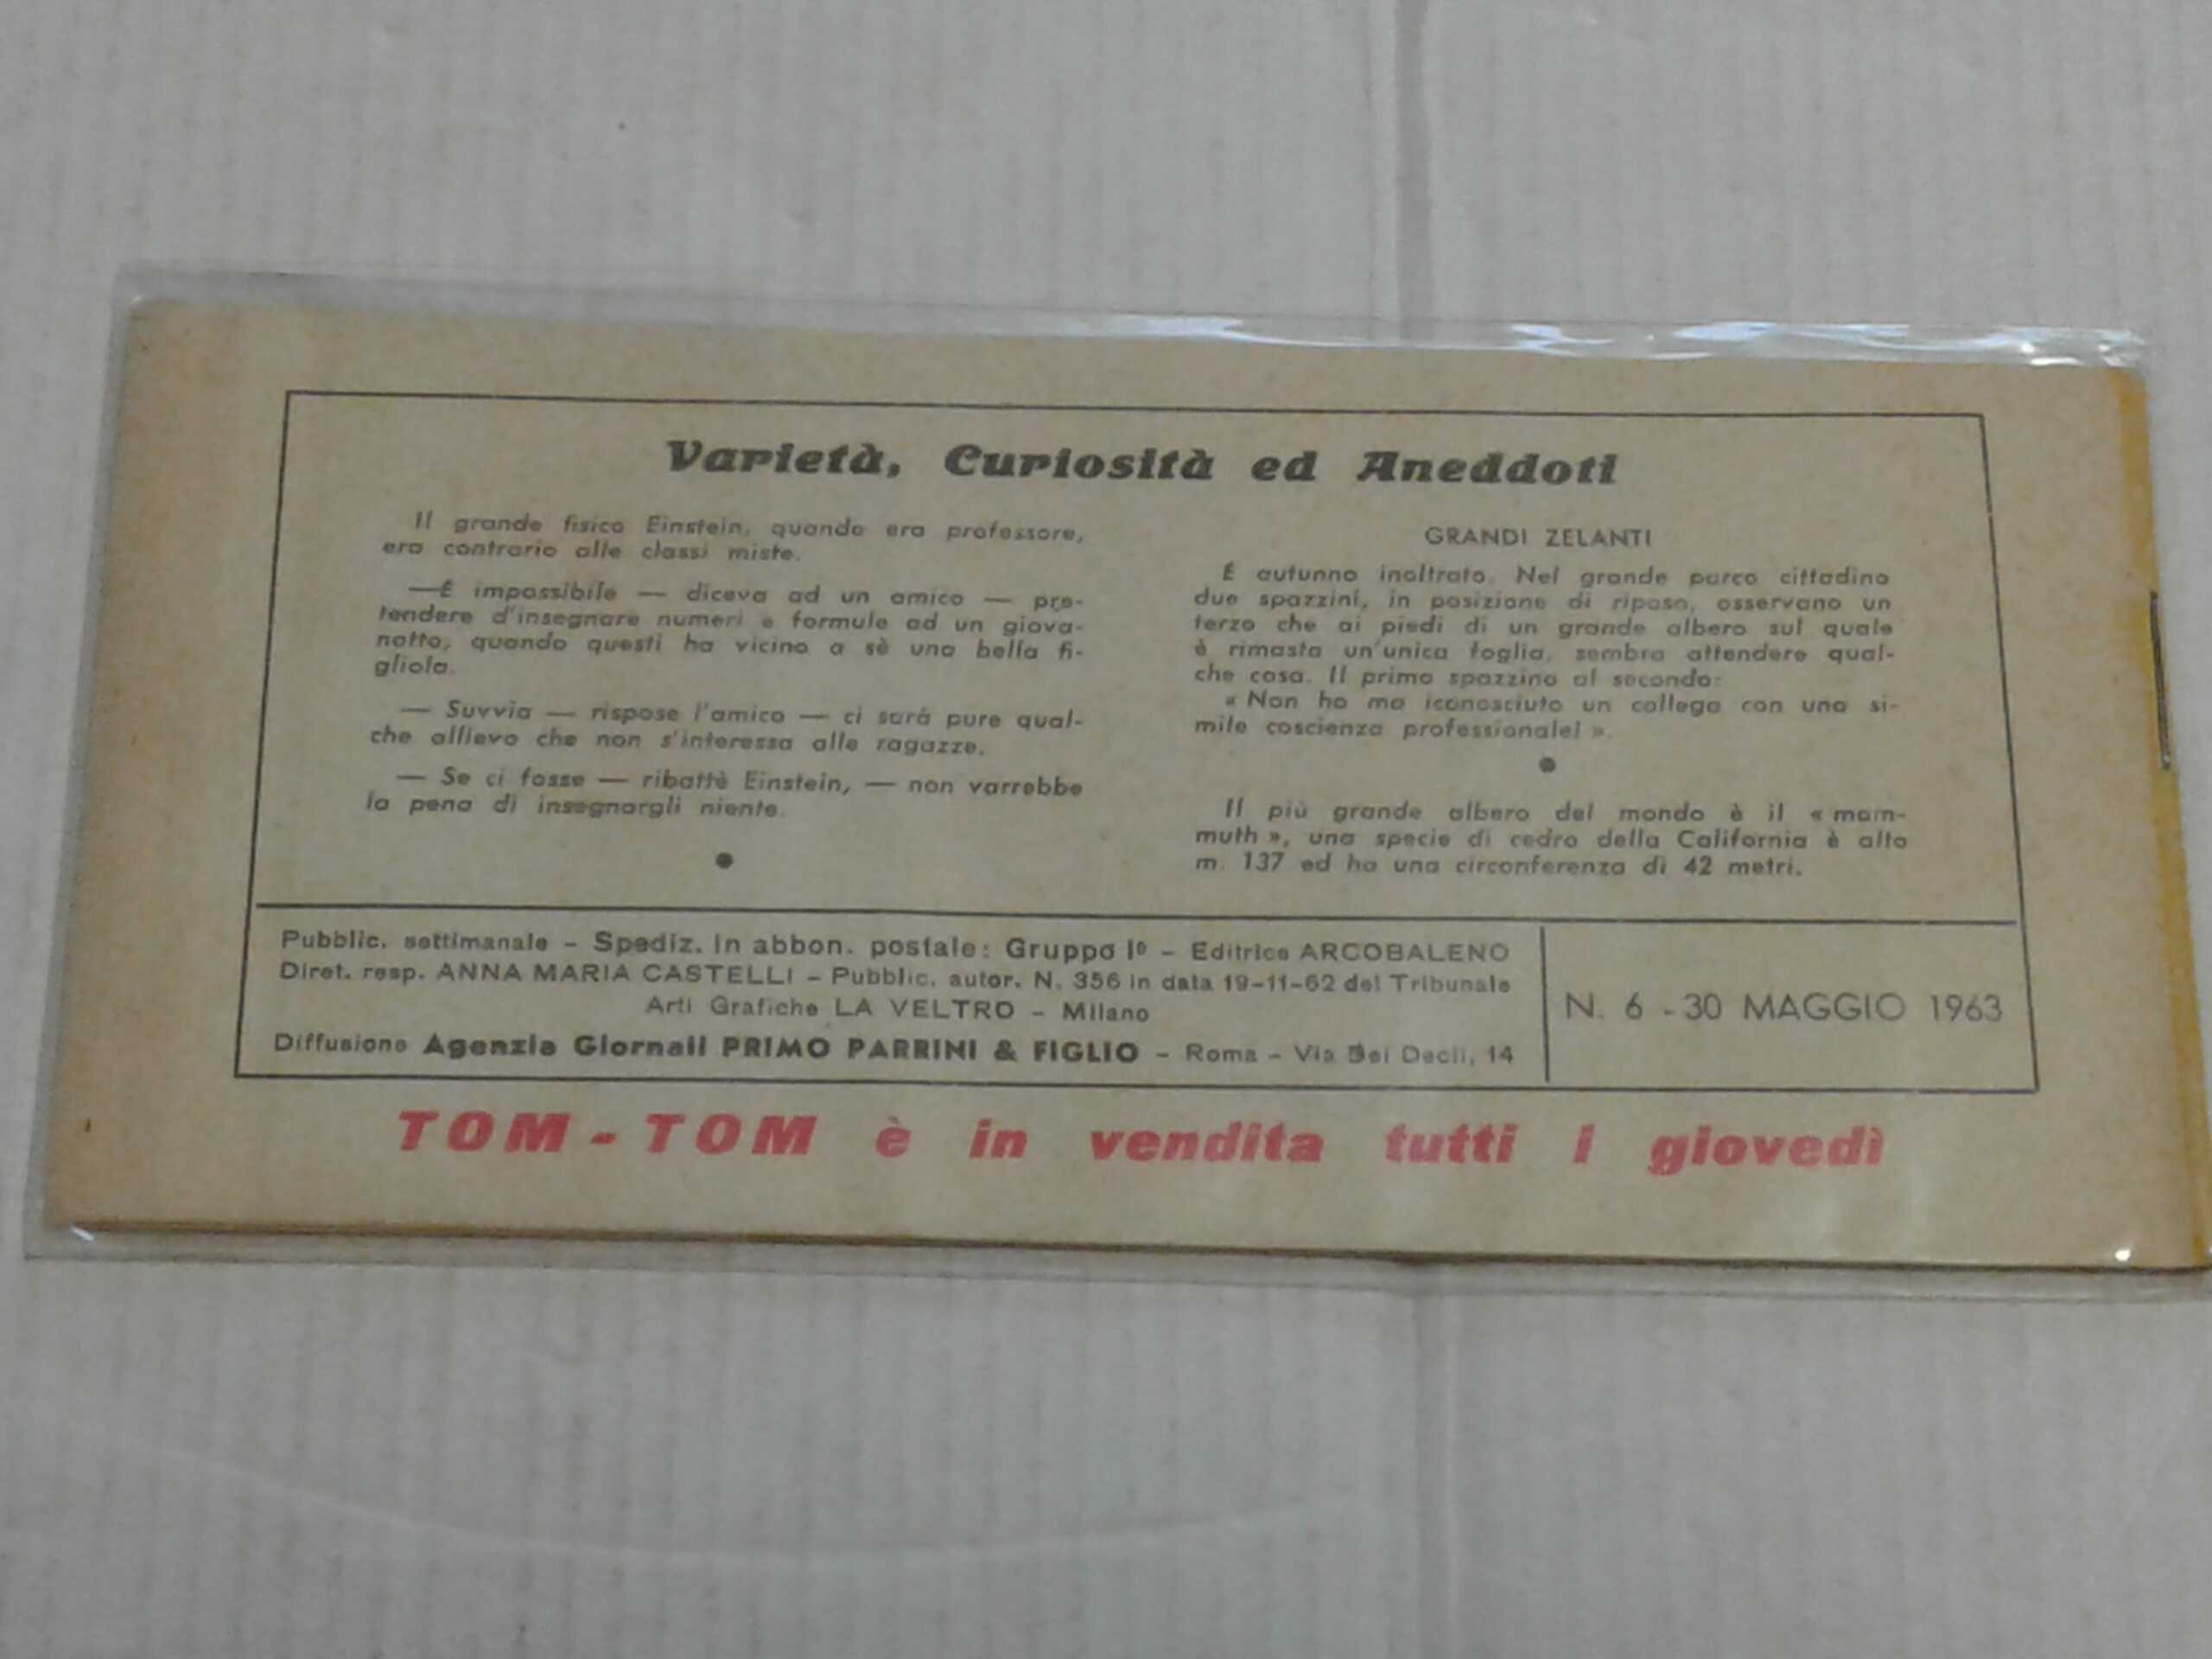 Varietà, Curiosità ed Aneddoti
Il grande fisico Einstein, quando era professore,
era contrario alle classi miste.
—È impossibile — diceva ad un amico — pre-
tendere d'insegnare numeri e formule ad un giova-
notto, quando questi ha vicino a sè una bella fi-
gliola.
— Suvvia — rispose l'amico — ci sarà pure qual-
che allievo che non s'interessa alle ragazze.
— Se ci fosse — ribattè Einstein, — non varrebbe
la pena di insegnargli niente.
●
GRANDI ZELANTI
È autunno inoltrato. Nel grande parco cittadino
due spazzini, in posizione di riposo, osservano un
terzo che ai piedi di un grande albero sul quale
è rimasta un'unica foglia, sembra attendere qual-
che cosa. Il primo spazzino al secondo:
« Non ho ma iconosciuto un collega con una si-
mile coscienza professionale! ».
●
Il più grande albero del mondo è il « mam-
muth », una specie di cedro della California è alto
m. 137 ed ha una circonferenza di 42 metri.
Pubblic. settimanale - Spediz. in abbon. postale: Gruppo Iº - Editrice ARCOBALENO
Diret. resp. ANNA MARIA CASTELLI - Pubblic. autor. N. 356 in data 19-11-62 del Tribunale
Arti Grafiche LA VELTRO - Milano
Diffusione Agenzia Giornali PRIMO PARRINI & FIGLIO - Roma - Via Dei Decii, 14
N. 6 - 30 MAGGIO 1963
TOM - TOM è in vendita tutti i giovedì